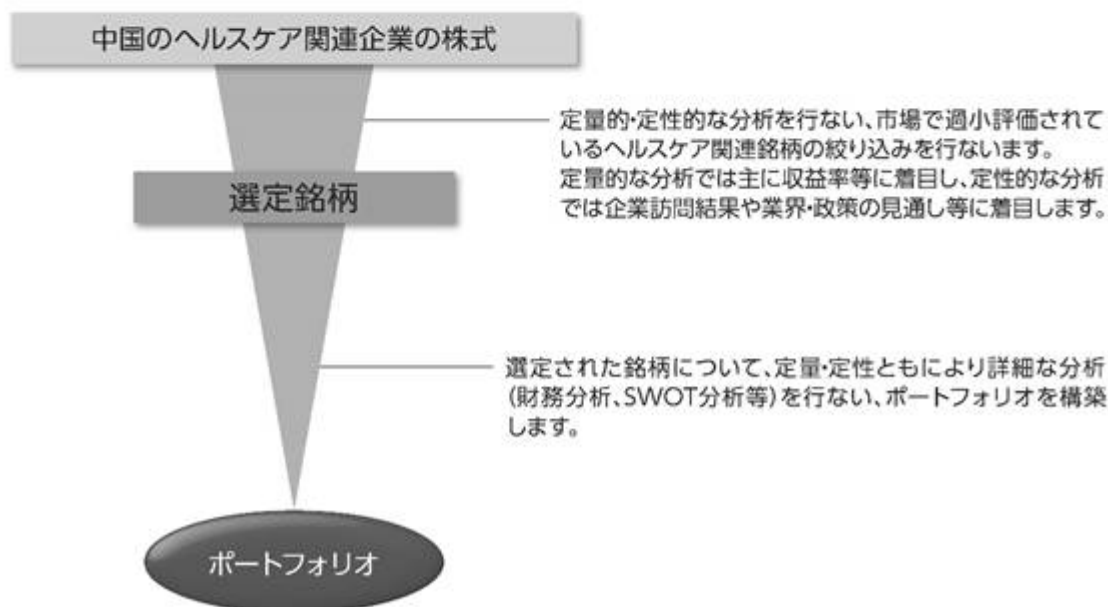 中国のヘルスケア関連企業の株式
定量的・定性的な分析を行ない、市場で過小評価されて
いるヘルスケア関連銘柄の絞り込みを行ないます。
定量的な分析では主に収益率等に着目し、定性的な分析
では企業訪問結果や業界・政策の見通し等に着目します。
選定銘柄
選定された銘柄について、定量・定性ともにより詳細な分析
(財務分析、SWOT分析等)を行ない、ポートフォリオを構築
します。
ポートフォリオ